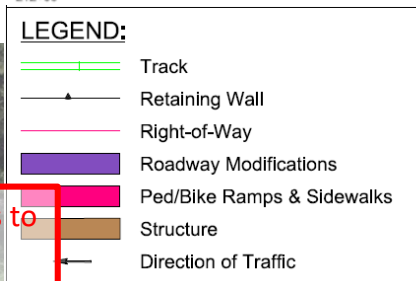 LEGEND:
Track
Retaining Wall
Right-of-Way
Roadway Modifications
Ped/Bike Ramps & Sidewalks
to
Structure
Direction of Traffic